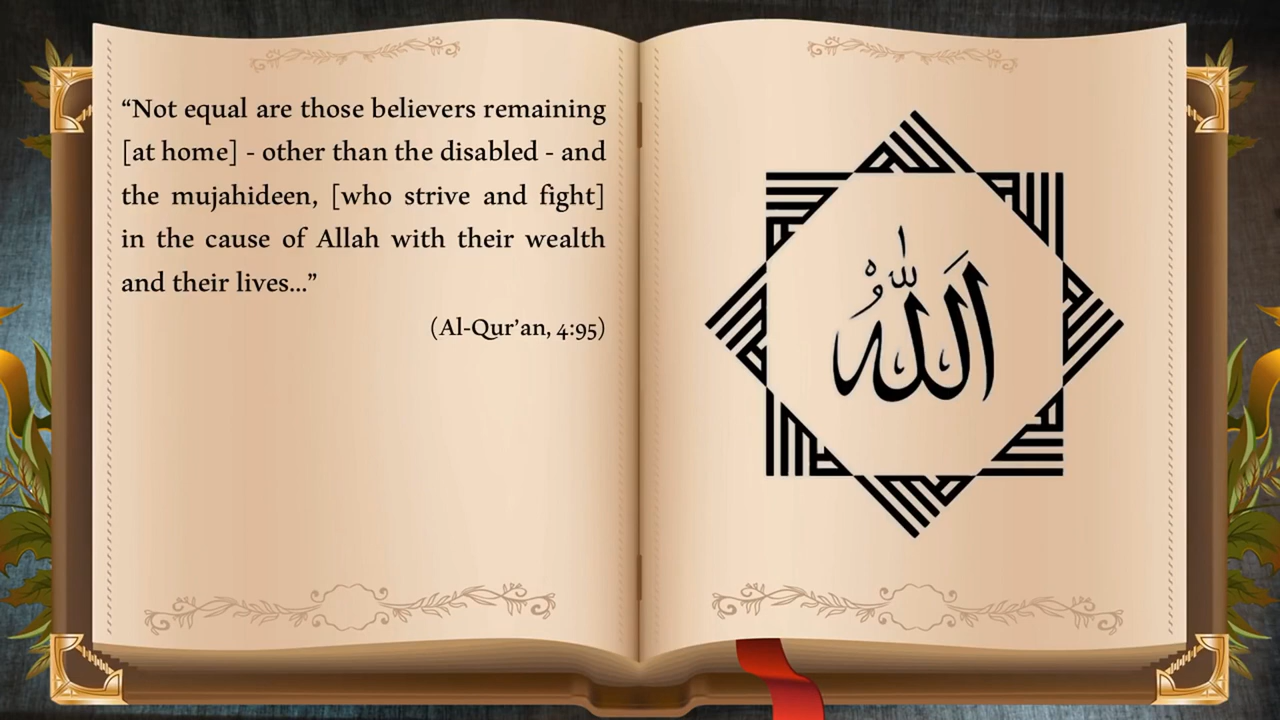 “Not equal are those believers remaining
[at home] - other than the disabled - and
the mujahideen, [who strive and fight]
in the cause of Allah with their wealth
and their lives...”
(Al-Qur’an, 4:95)
اَللّٰهُ